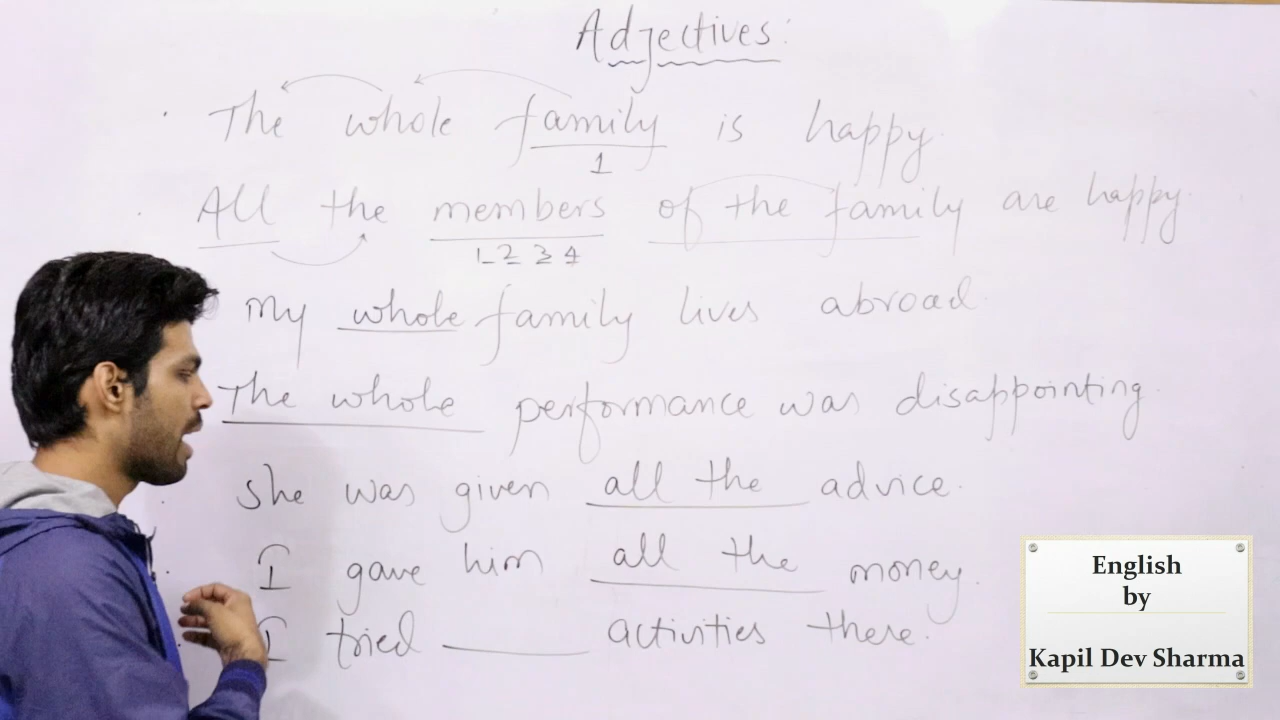 Adjectives:
The whole family is happy.
1
All the members of the family are happy.
1 2 3 4
My whole family lives abroad.
The whole performance was disappointing.
She was given all the advice.
I gave him all the money.
I tried ______ activities there.
English
by
Kapil Dev Sharma